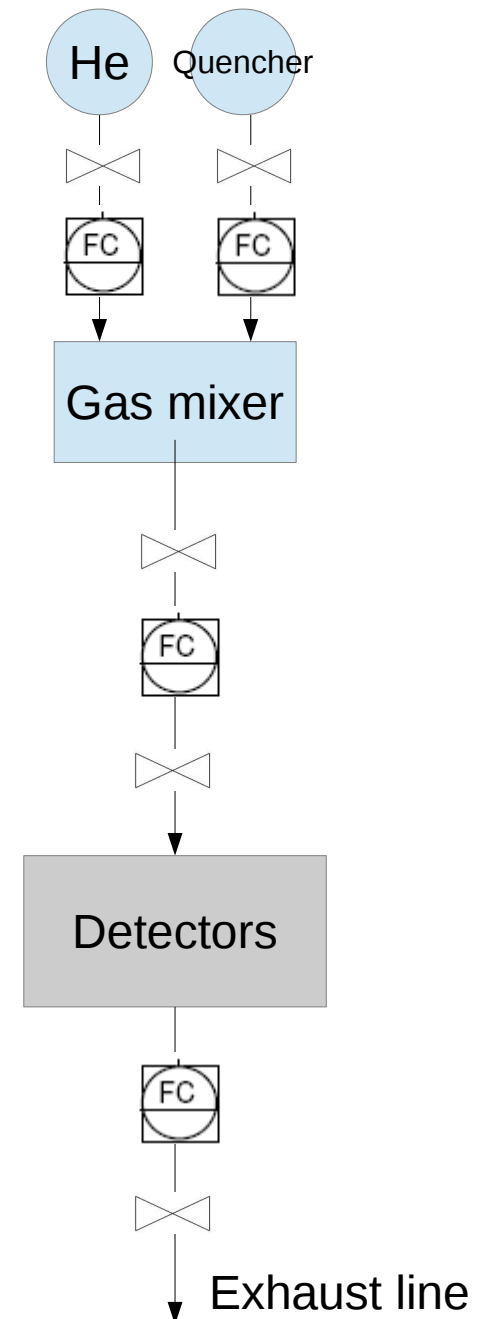 He
Quencher
FC
FC
Gas mixer
FC
Detectors
FC
Exhaust line